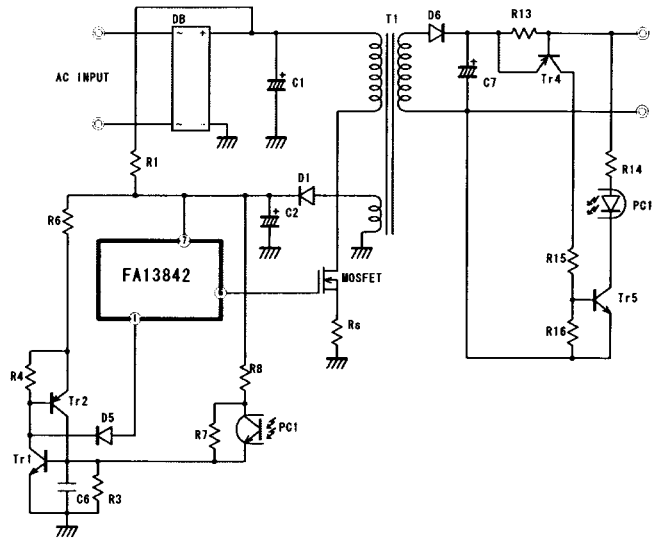 DB
T1
D6
R13
~
+
AC INPUT
+
C1
+
C7
Tr4
~
-
R1
D1
R14
R6
+
C2
PC1
7
FA13842
6
MOSFET
R15
Rs
Tr5
R16
1
R4
R8
Tr2
D5
R7
PC1
Tr1
C6
R3